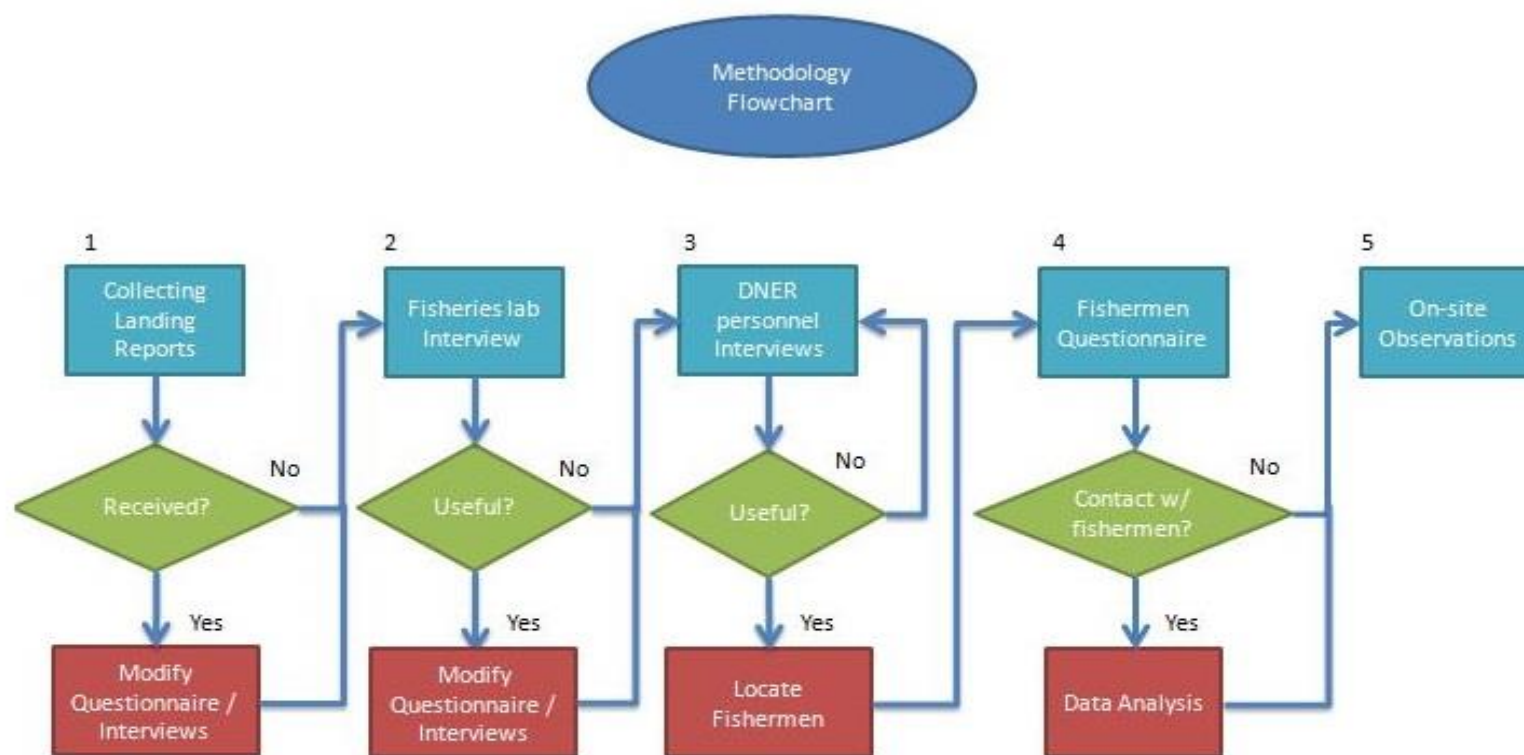 Methodology
Flowchart
1
2
3
4
5
Collecting
Landing
Reports
Fisheries lab
Interview
DNER
personnel
Interviews
Fishermen
Questionnaire
On-site
Observations
Received?
No
Useful?
No
Useful?
No
Contact w/
fishermen?
No
Yes
Yes
Yes
Yes
Modify
Questionnaire /
Interviews
Modify
Questionnaire /
Interviews
Locate
Fishermen
Data Analysis